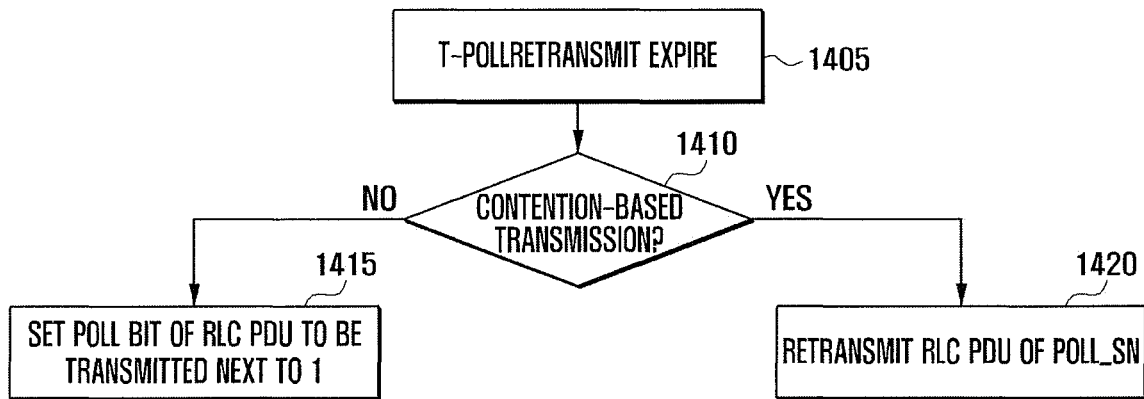 T-POLLRETRANSMIT EXPIRE
1405
1410
NO
CONTENTION-BASED
TRANSMISSION?
YES
1415
1420
SET POLL BIT OF RLC PDU TO BE
TRANSMITTED NEXT TO 1
RETRANSMIT RLC PDU OF POLL_SN